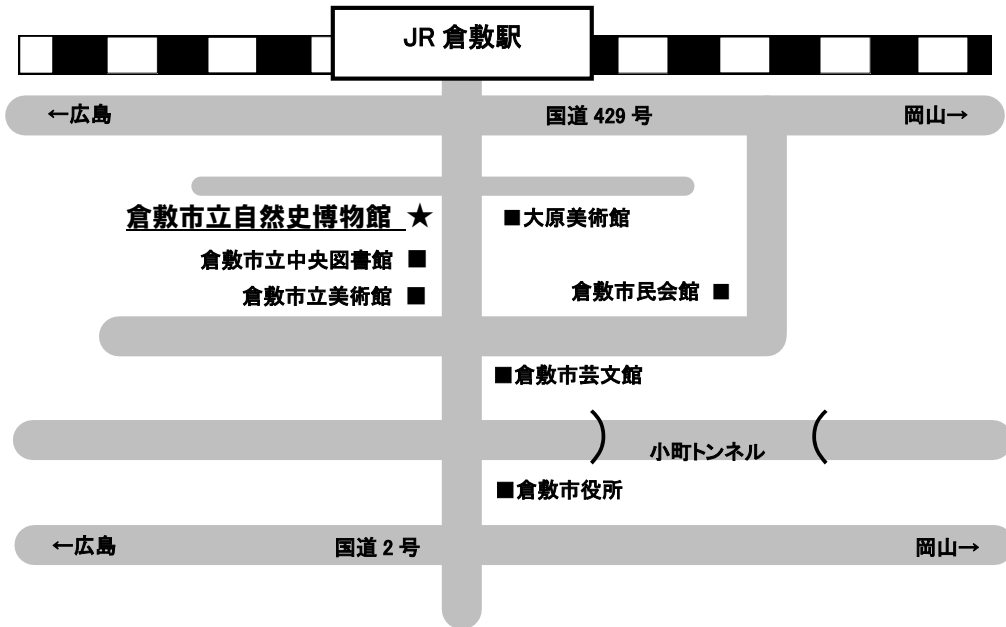 JR 倉敷駅
←広島 国道 429 号 岡山→
倉敷市立自然史博物館 ★ ■大原美術館
倉敷市立中央図書館 ■
倉敷市立美術館 ■ 倉敷市民会館 ■
■倉敷市芸文館
小町トンネル
■倉敷市役所
←広島 国道 2 号 岡山→